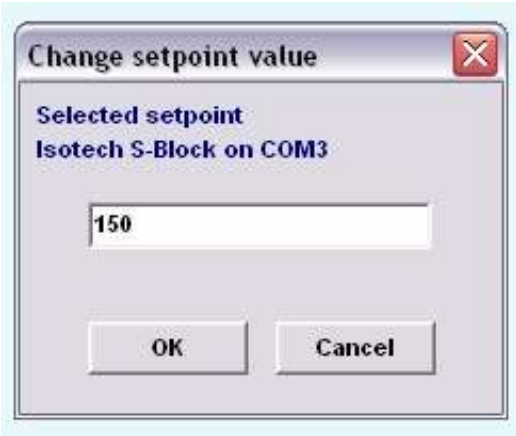 Change setpoint value
Selected setpoint
Isotech S-Block on COM3
150
OK
Cancel